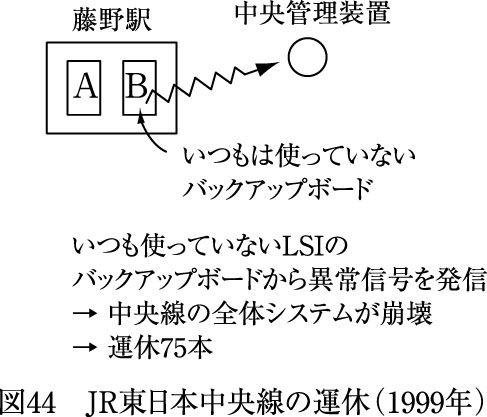 藤野駅
中央管理装置
A
B
いつもは使っていない
バックアップボード
いつも使っていないLSIの
バックアップボードから異常信号を発信
→ 中央線の全体システムが崩壊
→ 運休75本
図44　JR東日本中央線の運休（1999年）